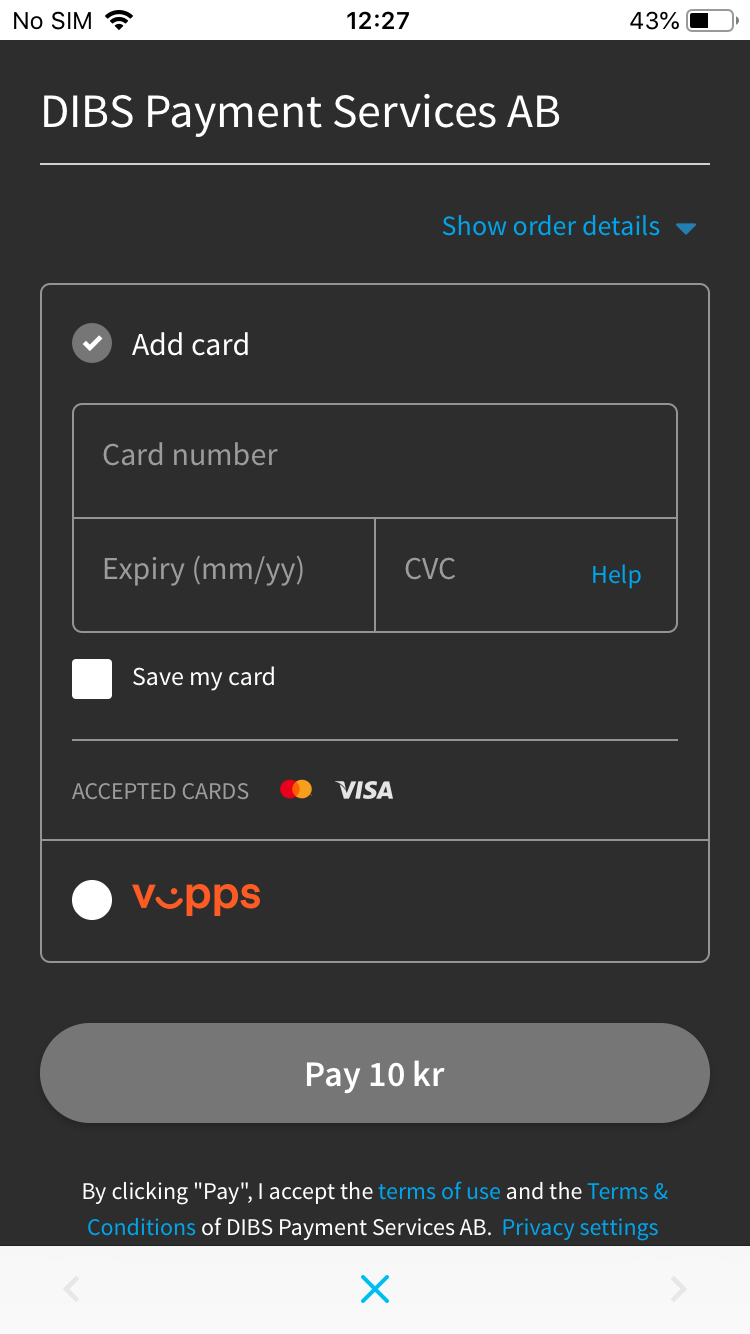 No SIM 12:27 43%
DIBS Payment Services AB
Show order details
Add card
Card number
Expiry (mm/yy) CVC Help
Save my card
ACCEPTED CARDS VISA
vipps
Pay 10 kr
By clicking "Pay", I accept the terms of use and the Terms &
Conditions of DIBS Payment Services AB. Privacy settings